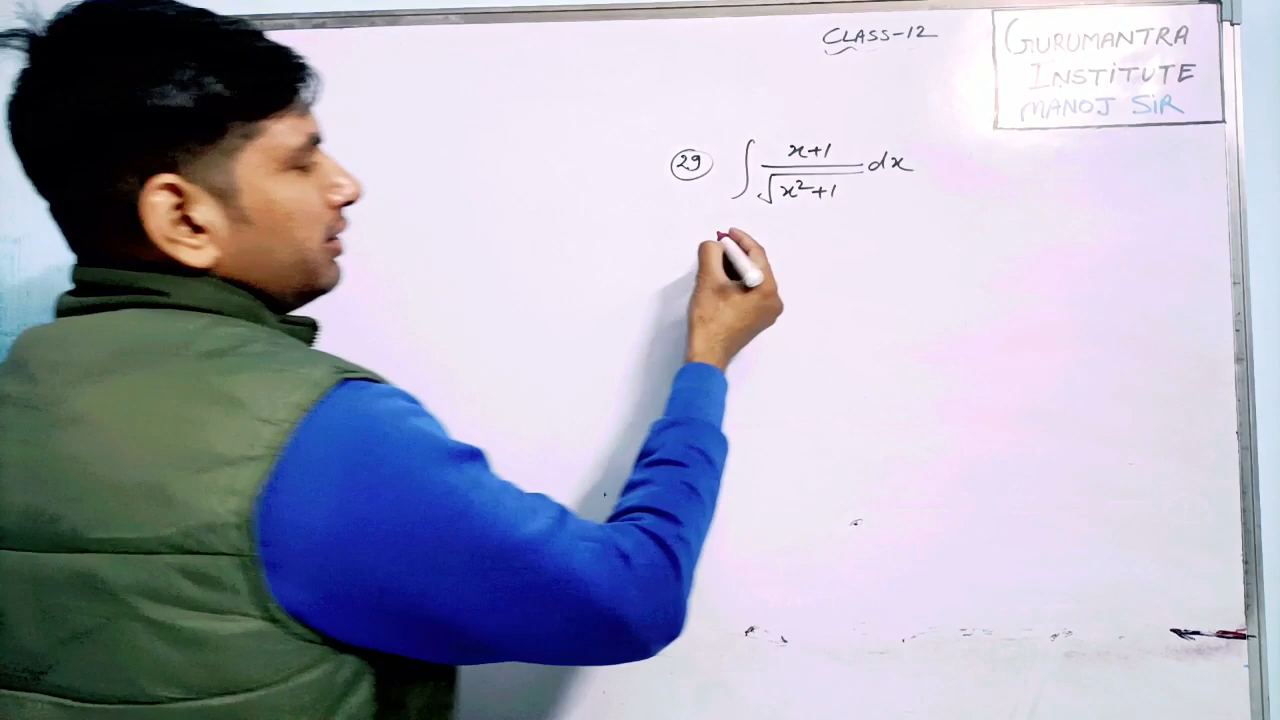 CLASS-12
GURUMANTRA
INSTITUTE
MANOJ SIR
(29) ∫ (x+1)/√(x²+1) dx